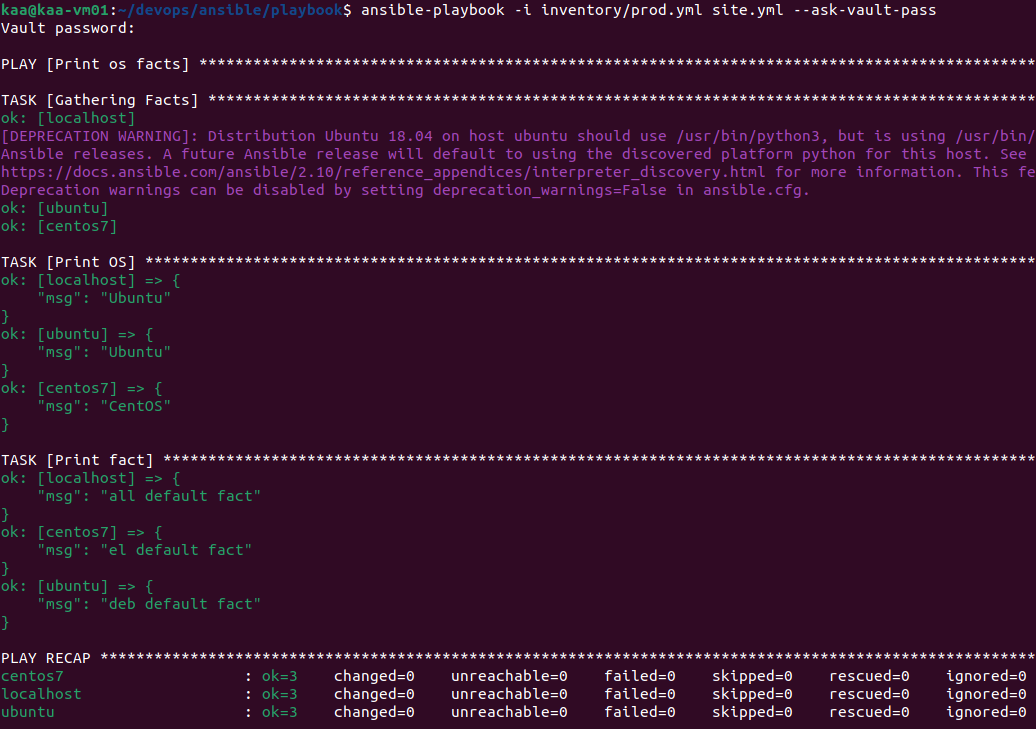 kaa@kaa-vm01:~/devops/ansible/playbook$ ansible-playbook -i inventory/prod.yml site.yml --ask-vault-pass
Vault password:
PLAY [Print os facts] *********************************************************************************************
TASK [Gathering Facts] ********************************************************************************************
ok: [localhost]
[DEPRECATION WARNING]: Distribution Ubuntu 18.04 on host ubuntu should use /usr/bin/python3, but is using /usr/bin/
Ansible releases. A future Ansible release will default to using the discovered platform python for this host. See
https://docs.ansible.com/ansible/2.10/reference_appendices/interpreter_discovery.html for more information. This fe
Deprecation warnings can be disabled by setting deprecation_warnings=False in ansible.cfg.
ok: [ubuntu]
ok: [centos7]
TASK [Print OS] ***************************************************************************************************
ok: [localhost] => {
    "msg": "Ubuntu"
}
ok: [ubuntu] => {
    "msg": "Ubuntu"
}
ok: [centos7] => {
    "msg": "CentOS"
}
TASK [Print fact] *************************************************************************************************
ok: [localhost] => {
    "msg": "all default fact"
}
ok: [centos7] => {
    "msg": "el default fact"
}
ok: [ubuntu] => {
    "msg": "deb default fact"
}
PLAY RECAP ********************************************************************************************************
centos7                    : ok=3    changed=0    unreachable=0    failed=0    skipped=0    rescued=0    ignored=0
localhost                  : ok=3    changed=0    unreachable=0    failed=0    skipped=0    rescued=0    ignored=0
ubuntu                     : ok=3    changed=0    unreachable=0    failed=0    skipped=0    rescued=0    ignored=0